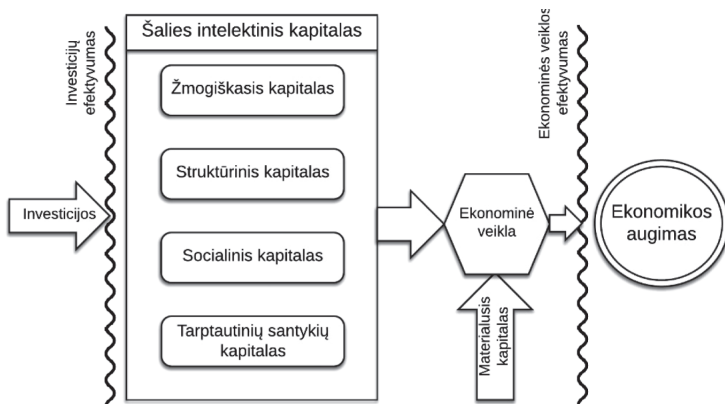 Investicijų
efektyvumas
Šalies intelektinis kapitalas
Žmogiškasis kapitalas
Struktūrinis kapitalas
Socialinis kapitalas
Tarptautinių santykių
kapitalas
Investicijos
Ekonominė
veikla
Materialusis
kapitalas
Ekonominės veiklos
efektyvumas
Ekonomikos
augimas